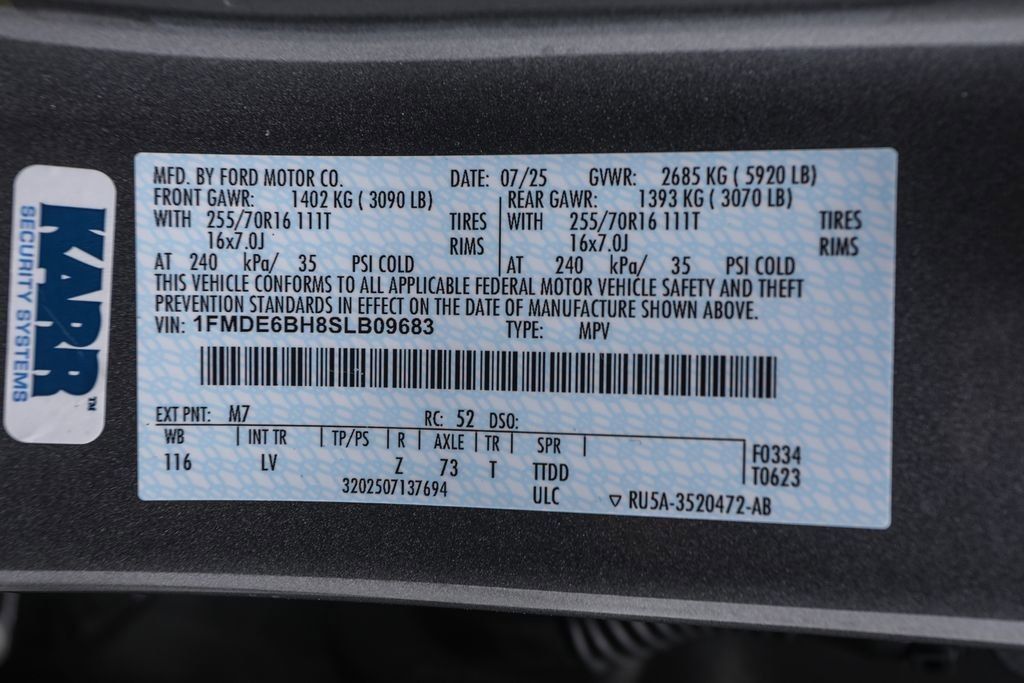 KARR™
SECURITY SYSTEMS
MFD. BY FORD MOTOR CO. DATE: 07/25 GVWR: 2685 KG ( 5920 LB)
FRONT GAWR: 1402 KG ( 3090 LB) REAR GAWR: 1393 KG ( 3070 LB)
WITH 255/70R16 111T TIRES WITH 255/70R16 111T TIRES
16x7.0J RIMS 16x7.0J RIMS
AT 240 kPa/ 35 PSI COLD AT 240 kPa/ 35 PSI COLD
THIS VEHICLE CONFORMS TO ALL APPLICABLE FEDERAL MOTOR VEHICLE SAFETY AND THEFT
PREVENTION STANDARDS IN EFFECT ON THE DATE OF MANUFACTURE SHOWN ABOVE.
VIN: 1FMDE6BH8SLB09683 TYPE: MPV
EXT PNT: M7 RC: 52 DSO:
WB INT TR TP/PS R AXLE TR SPR F0334
116 LV Z 73 T TTDD T0623
3202507137694 ULC ▽ RU5A-3520472-AB